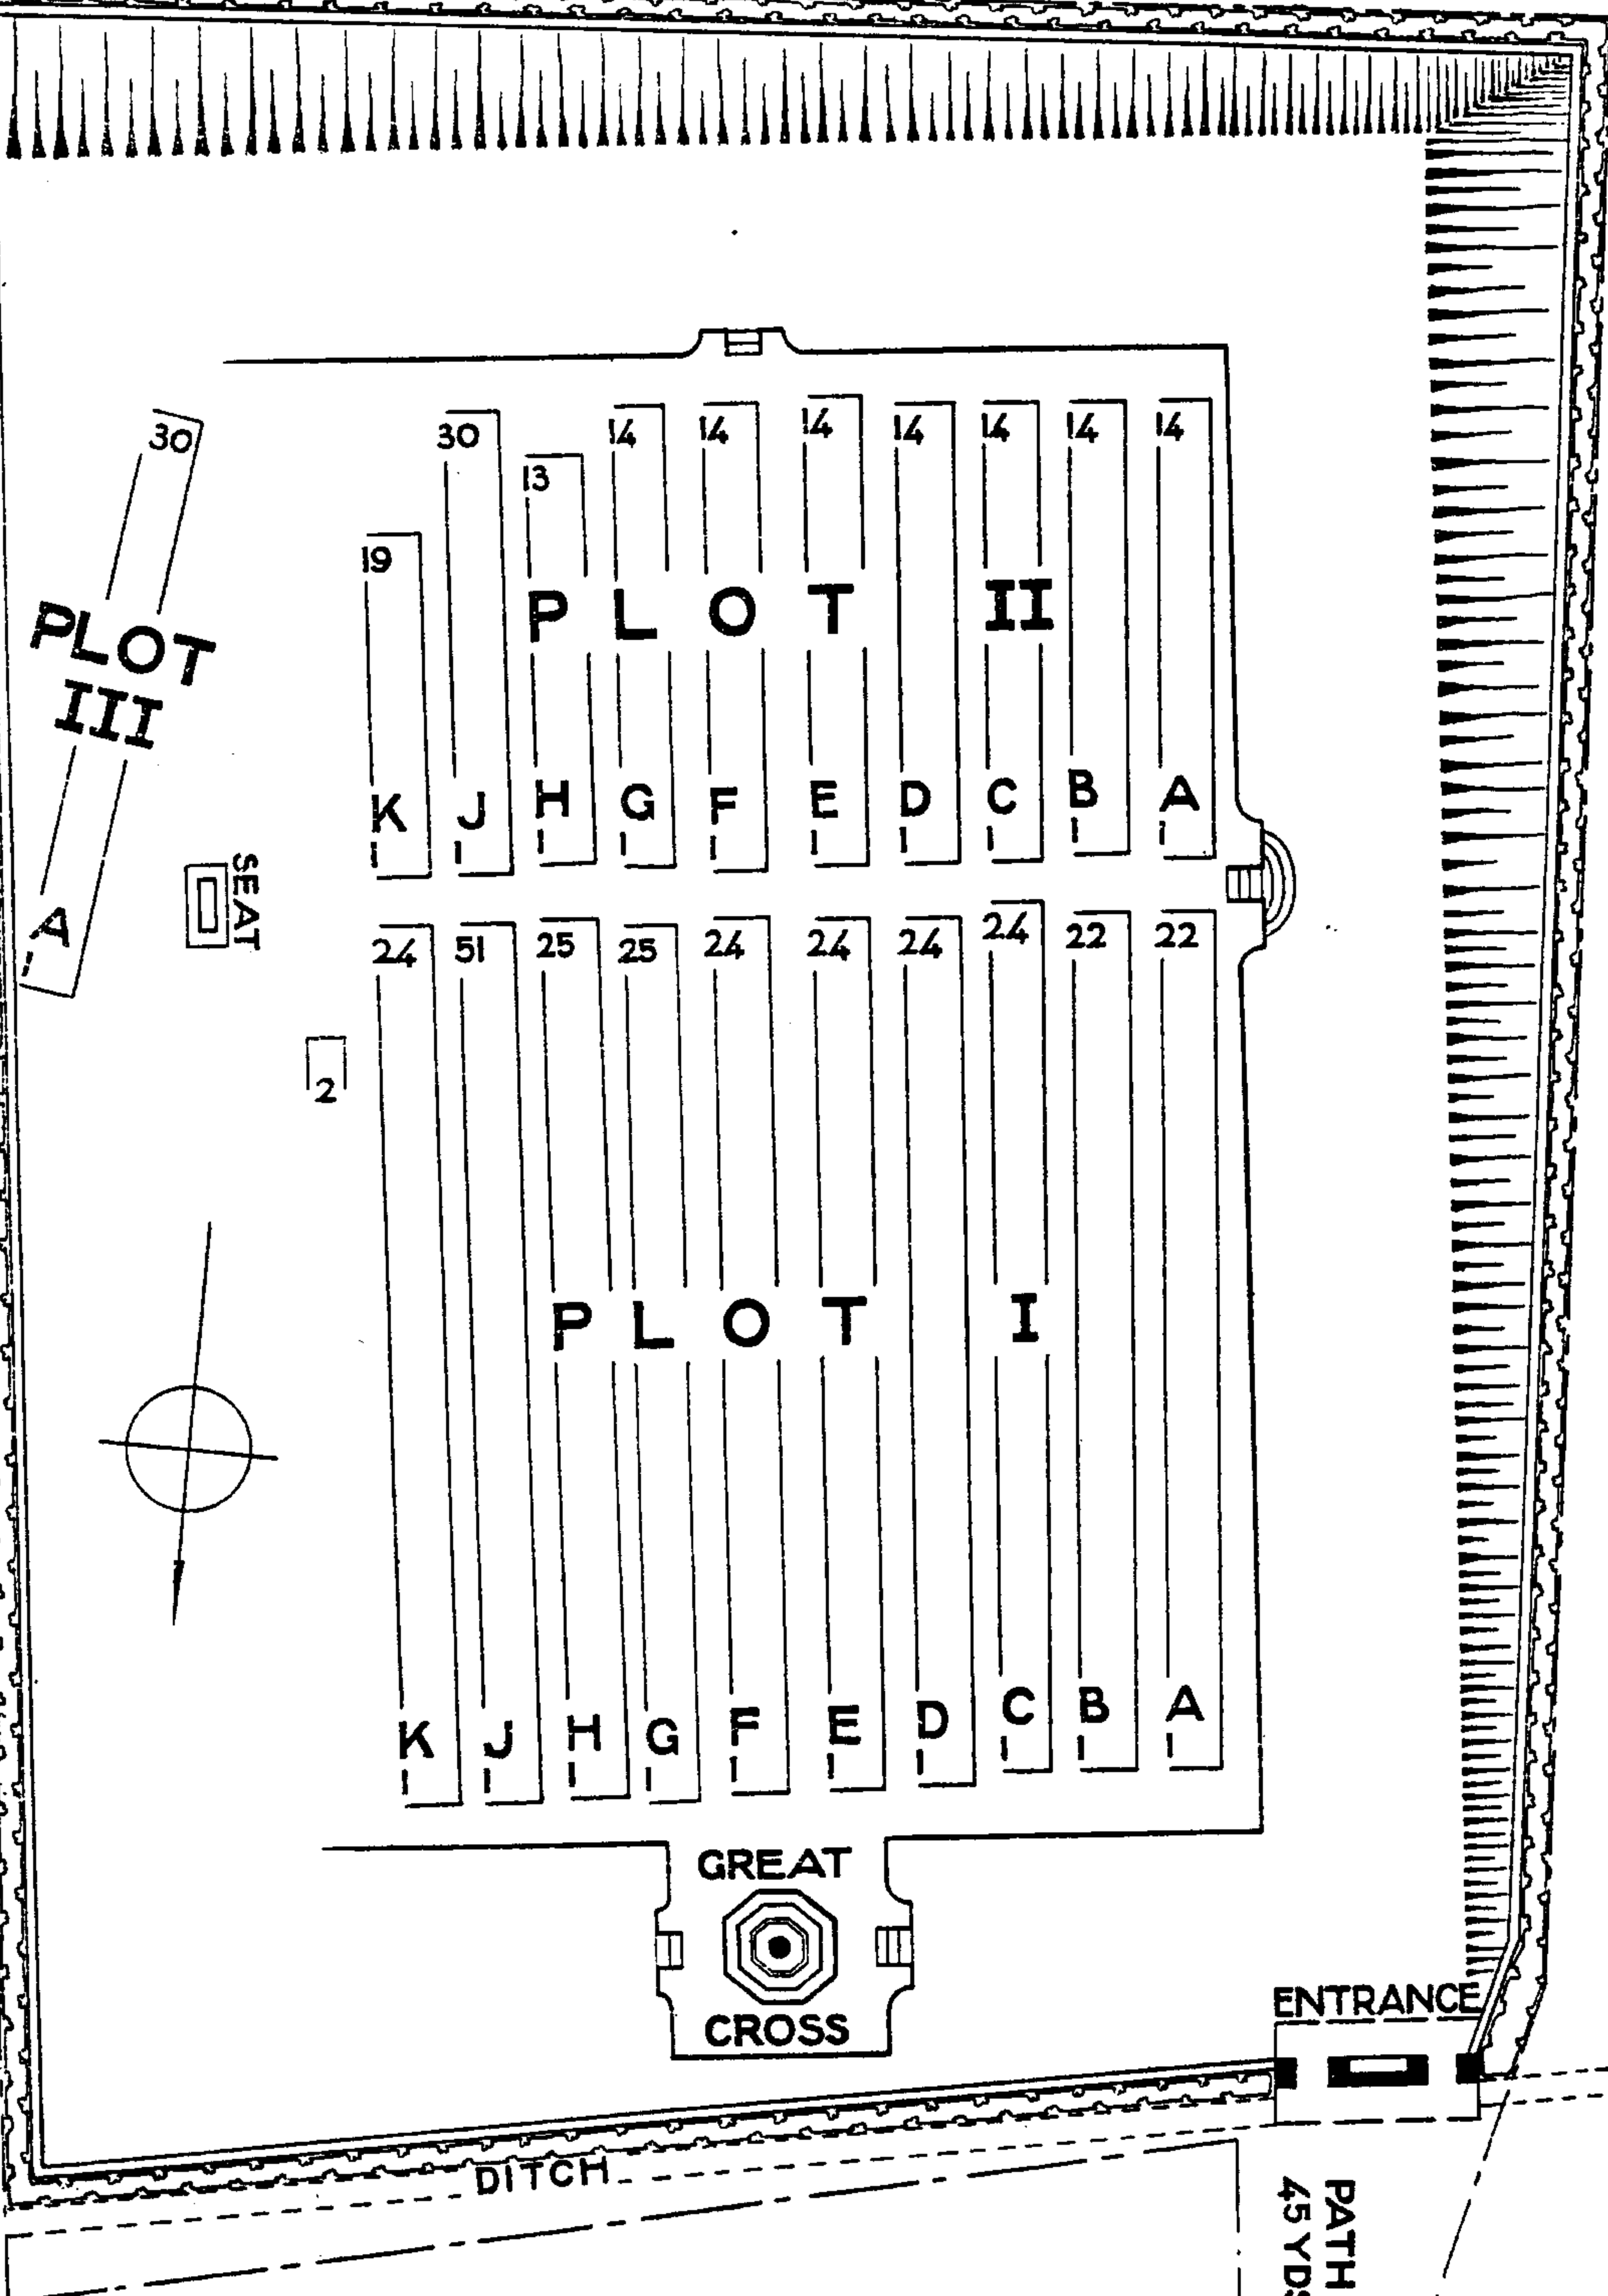 30 30 13 14 14 14 14 14 14 14
19
PLOT II
PLOT
III
K J H G F E D C B A
1 1 1 1 1 1 1 1 1 1
A
1
SEAT
24 51 25 25 24 24 24 24 22 22
2
PLOT I
K J H G F E D C B A
1 1 1 1 1 1 1 1 1 1
GREAT
CROSS
ENTRANCE
DITCH
PATH
45 YDS